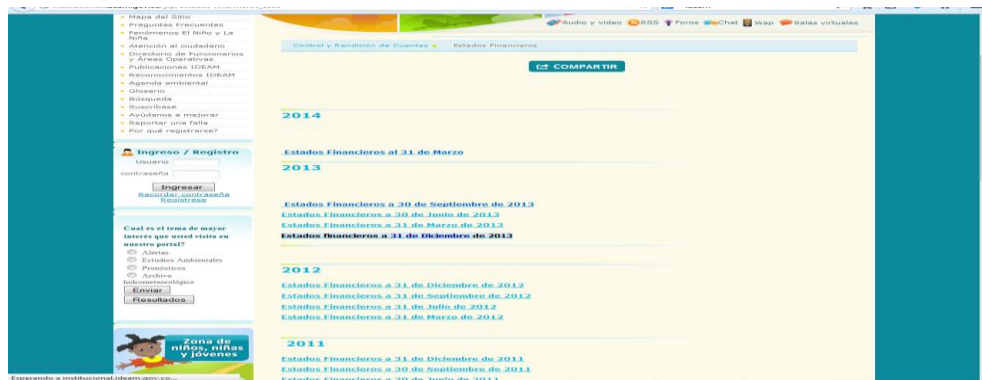 Mapa del Sitio
Preguntas Frecuentes
Fenómenos El Niño y La
Niña
Atención al ciudadano
Directorio de Funcionarios
y Áreas Operativas
Publicaciones IDEAM
Reconocimientos IDEAM
Agenda ambiental
Glosario
Búsqueda
Suscríbase
Ayúdanos a mejorar
Reportar una falla
Por qué registrarse?
Ingreso / Registro
Usuario
contraseña
Ingresar
Recordar contraseña
Registrese
Cual es el tema de mayor
interés que usted visita en
nuestro portal?
Alertas
Estudios Ambientales
Pronósticos
Archivo
hidrometeorológico
Enviar
Resultados
Zona de
niños, niñas
y jóvenes
Esperando a institucional.ideam.gov.co...
Audio y video RSS Foros Chat Wap Salas virtuales
Control y Rendición de Cuentas Estados Financieros
COMPARTIR
2014
Estados Financieros al 31 de Marzo
2013
Estados Financieros a 30 de Septiembre de 2013
Estados Financieros a 30 de Junio de 2013
Estados Financieros a 31 de Marzo de 2013
Estados financieros a 31 de Diciembre de 2013
2012
Estados Financieros a 31 de Diciembre de 2012
Estados Financieros a 31 de Septiembre de 2012
Estados Financieros a 31 de Julio de 2012
Estados Financieros a 31 de Marzo de 2012
2011
Estados Financieros a 31 de Diciembre de 2011
Estados Financieros a 30 de Septiembre de 2011
Estados Financieros a 30 de Junio de 2011